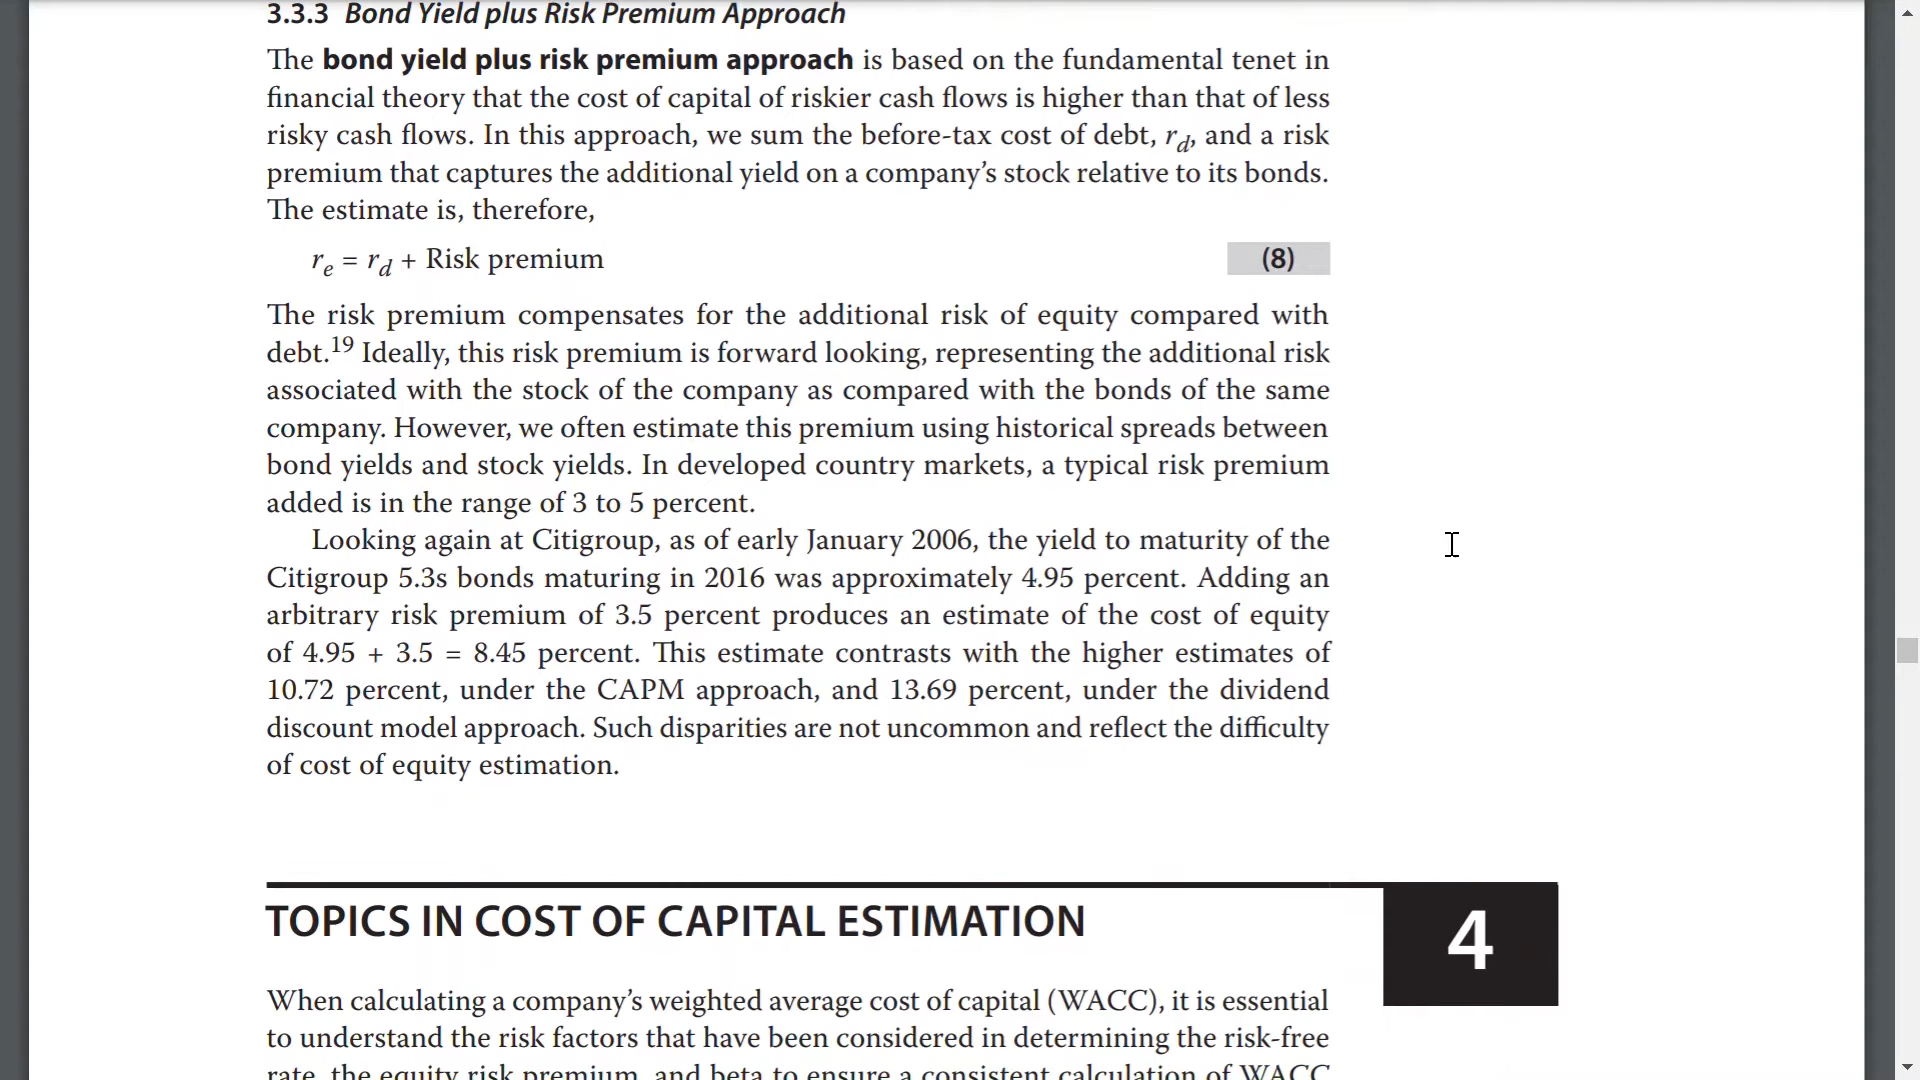 3.3.3 Bond Yield plus Risk Premium Approach
The bond yield plus risk premium approach is based on the fundamental tenet in
financial theory that the cost of capital of riskier cash flows is higher than that of less
risky cash flows. In this approach, we sum the before-tax cost of debt, rd, and a risk
premium that captures the additional yield on a company’s stock relative to its bonds.
The estimate is, therefore,
re = rd + Risk premium (8)
The risk premium compensates for the additional risk of equity compared with
debt.19 Ideally, this risk premium is forward looking, representing the additional risk
associated with the stock of the company as compared with the bonds of the same
company. However, we often estimate this premium using historical spreads between
bond yields and stock yields. In developed country markets, a typical risk premium
added is in the range of 3 to 5 percent.
Looking again at Citigroup, as of early January 2006, the yield to maturity of the
Citigroup 5.3s bonds maturing in 2016 was approximately 4.95 percent. Adding an
arbitrary risk premium of 3.5 percent produces an estimate of the cost of equity
of 4.95 + 3.5 = 8.45 percent. This estimate contrasts with the higher estimates of
10.72 percent, under the CAPM approach, and 13.69 percent, under the dividend
discount model approach. Such disparities are not uncommon and reflect the difficulty
of cost of equity estimation.
TOPICS IN COST OF CAPITAL ESTIMATION
4
When calculating a company’s weighted average cost of capital (WACC), it is essential
to understand the risk factors that have been considered in determining the risk-free
rate, the equity risk premium, and beta to ensure a consistent calculation of WACC